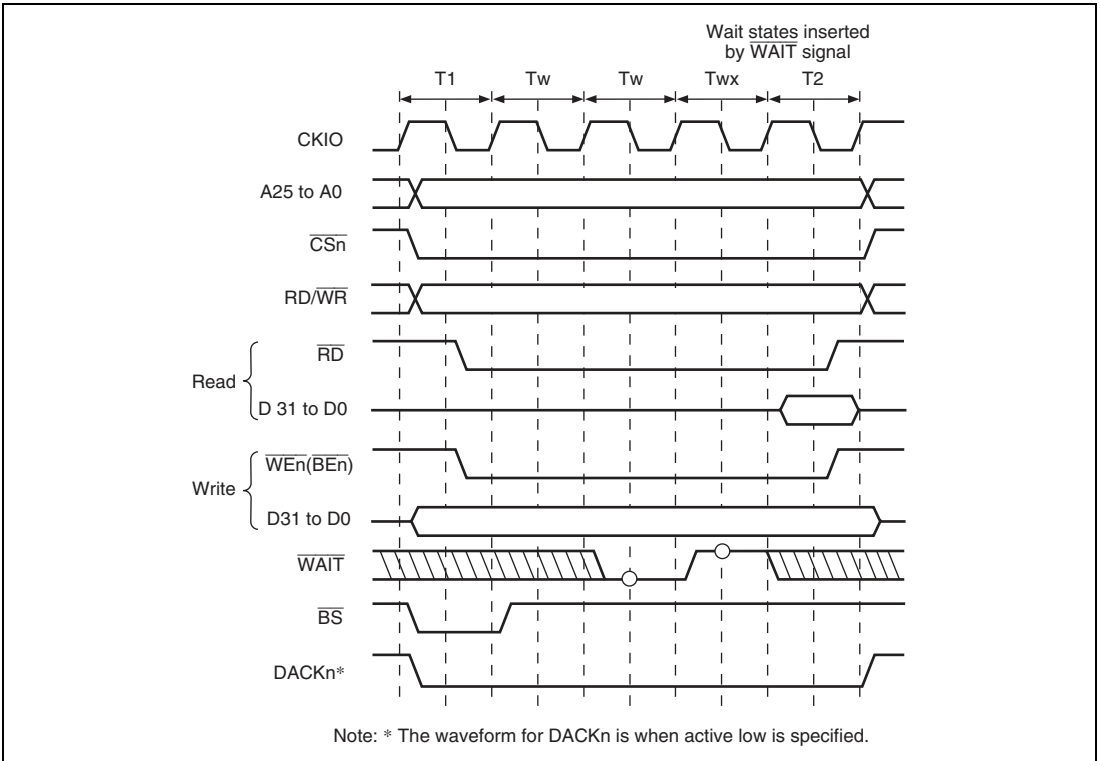 Wait states inserted
by WAIT signal
T1 Tw Tw Twx T2
CKIO
A25 to A0
CSn
RD/WR
RD
Read
D 31 to D0
WEn(BEn)
Write
D31 to D0
WAIT
BS
DACKn*
Note: * The waveform for DACKn is when active low is specified.